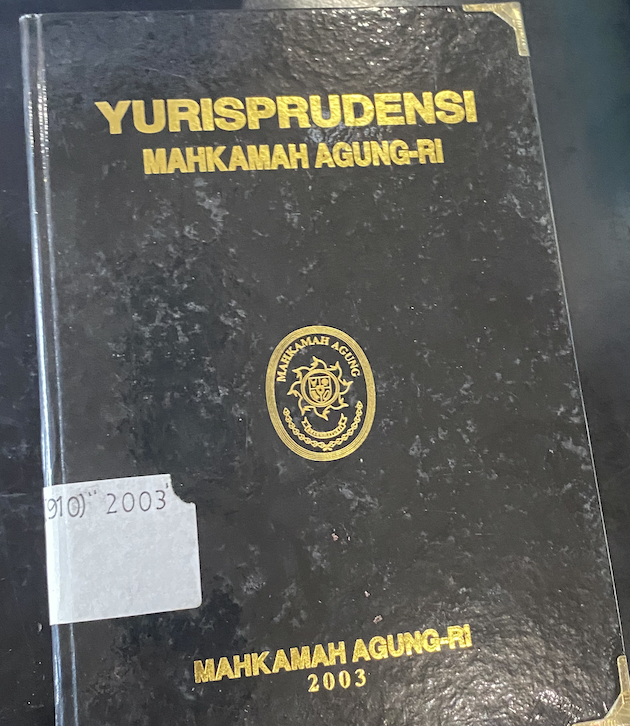 YURISPRUDENSI
MAHKAMAH AGUNG-RI
MAHKAMAH AGUNG
910)" 2003"
MAHKAMAH AGUNG-RI
2003